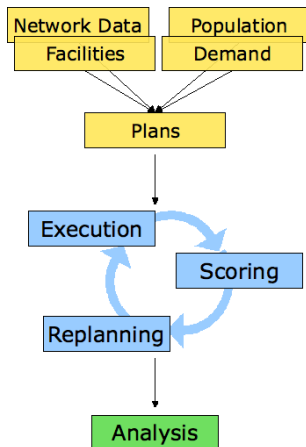 Network Data
Population
Facilities
Demand
Plans
Execution
Scoring
Replanning
Analysis